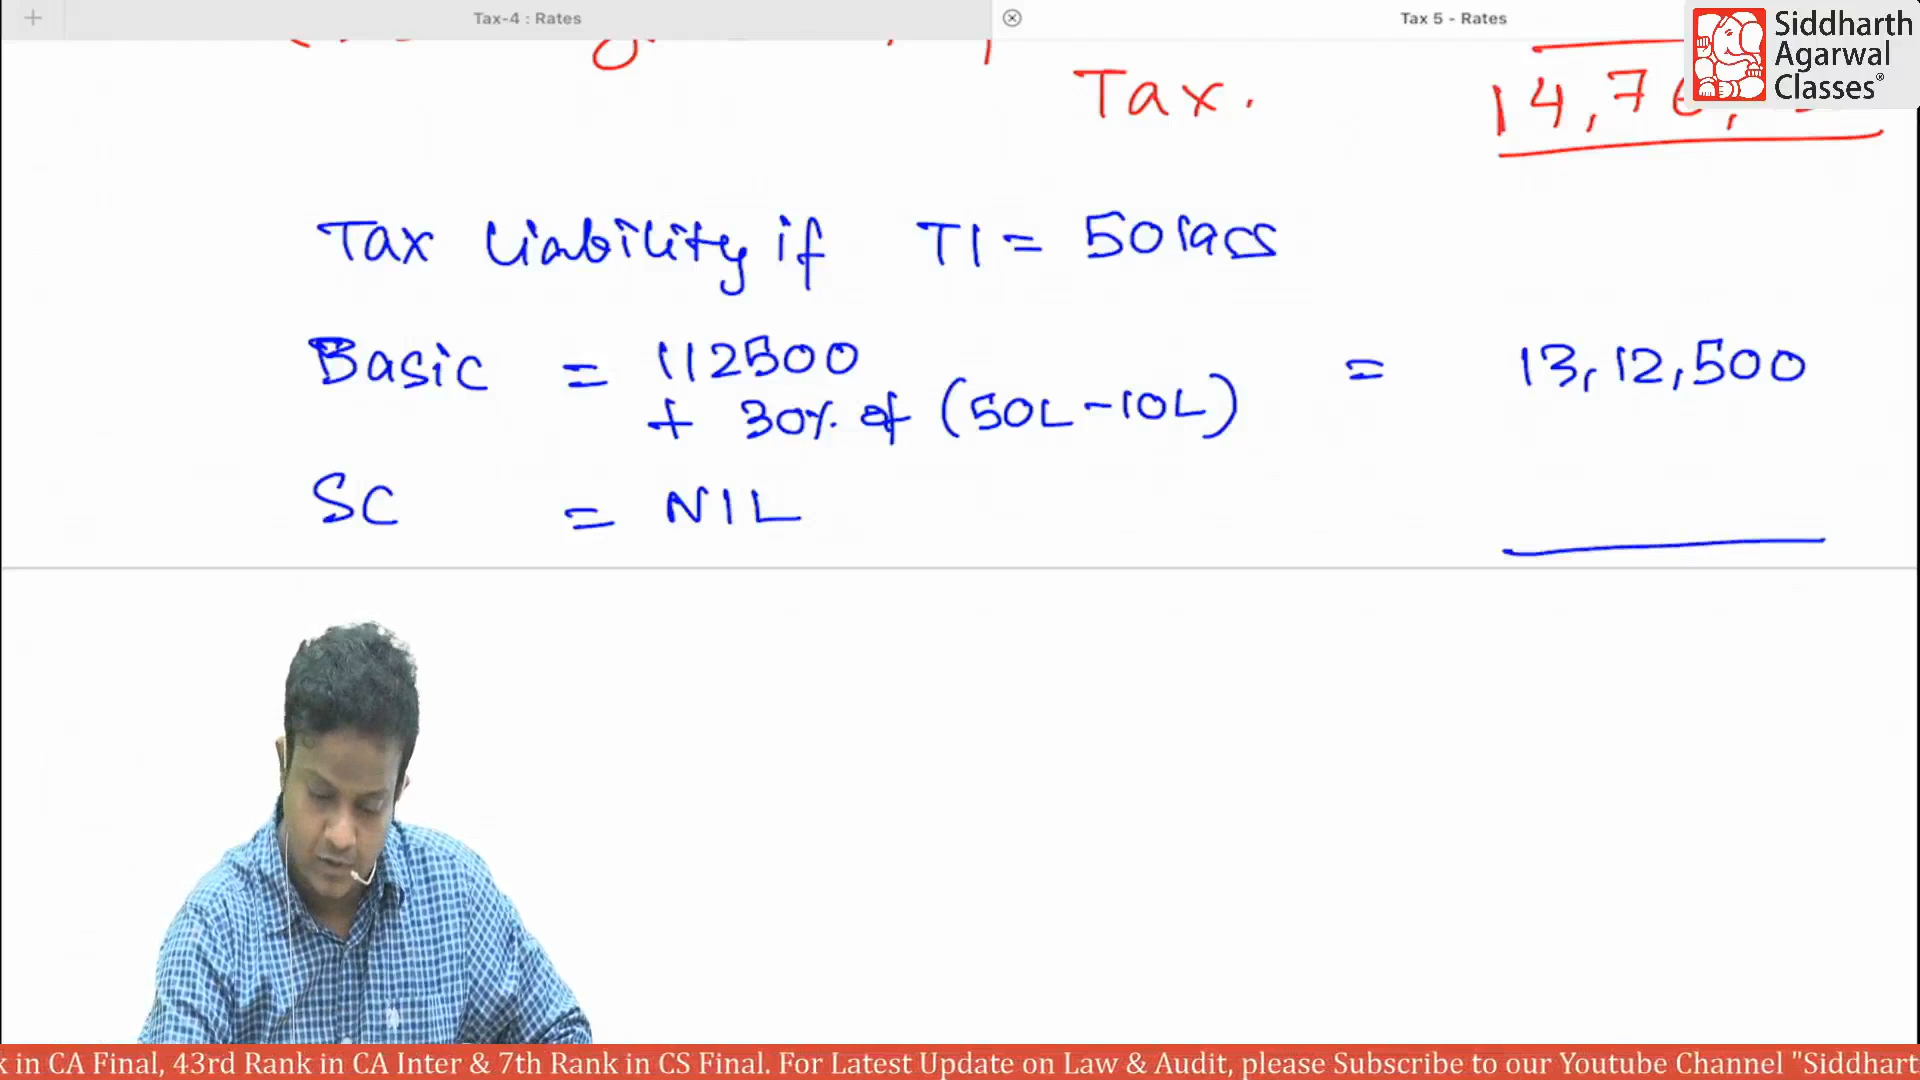 Tax-4 : Rates
Tax 5 - Rates
Siddharth
Agarwal
Classes®
Tax.
14,76,
Tax liability if TI = 50 lacs
Basic = 112500 = 13,12,500
+ 30% of (50L-10L)
SC = NIL
k in CA Final, 43rd Rank in CA Inter & 7th Rank in CS Final. For Latest Update on Law & Audit, please Subscribe to our Youtube Channel "Siddhart